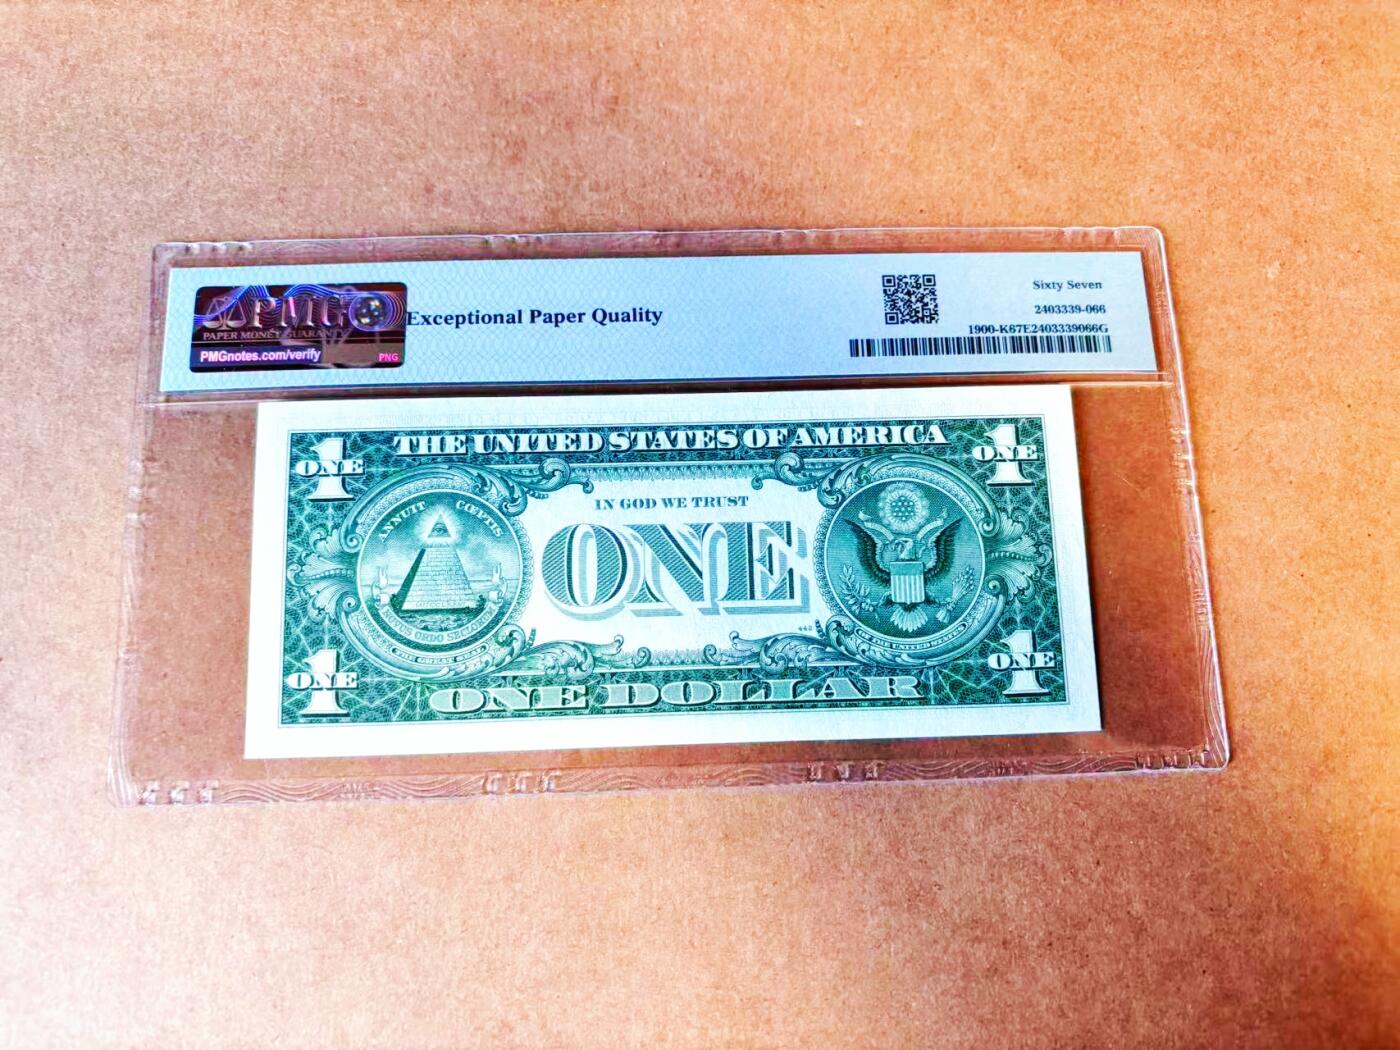 PMG
PAPER MONEY GUARANTY
PMGnotes.com/verify
PNG
Exceptional Paper Quality
Sixty Seven
2403339-066
1900-K67E2403339066G
THE UNITED STATES OF AMERICA
1
ONE
1
ONE
IN GOD WE TRUST
ANNUIT CŒPTIS
ONE
NOVUS ORDO SECLORUM
THE GREAT SEAL
OF THE UNITED STATES
1
ONE
1
ONE
ONE DOLLAR